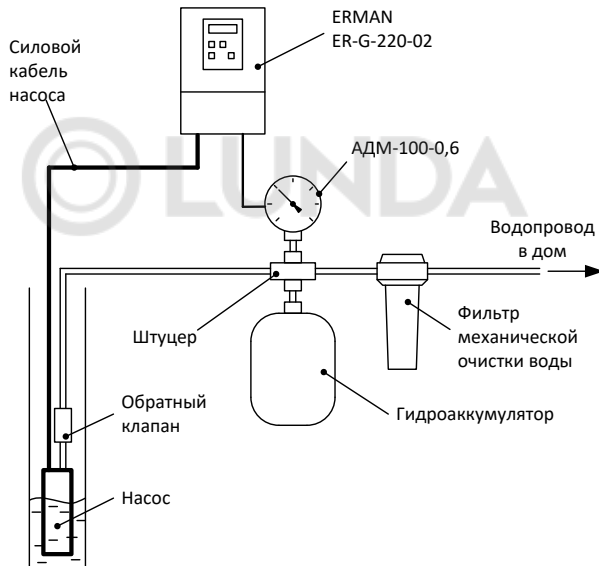 ERMAN
ER-G-220-02
Силовой
кабель
насоса
LUNDA
АДМ-100-0,6
Водопровод
в дом
Штуцер
Фильтр
механической
очистки воды
Обратный
клапан
Гидроаккумулятор
Насос